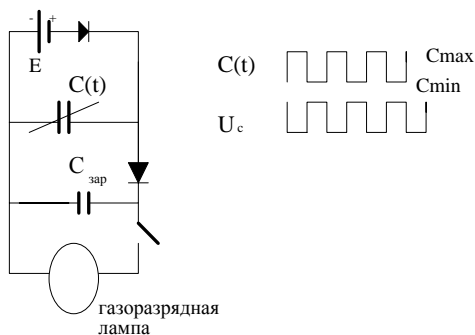 - +
E
C(t)
C зар
газоразрядная
лампа
C(t)
Cmax
Cmin
U c